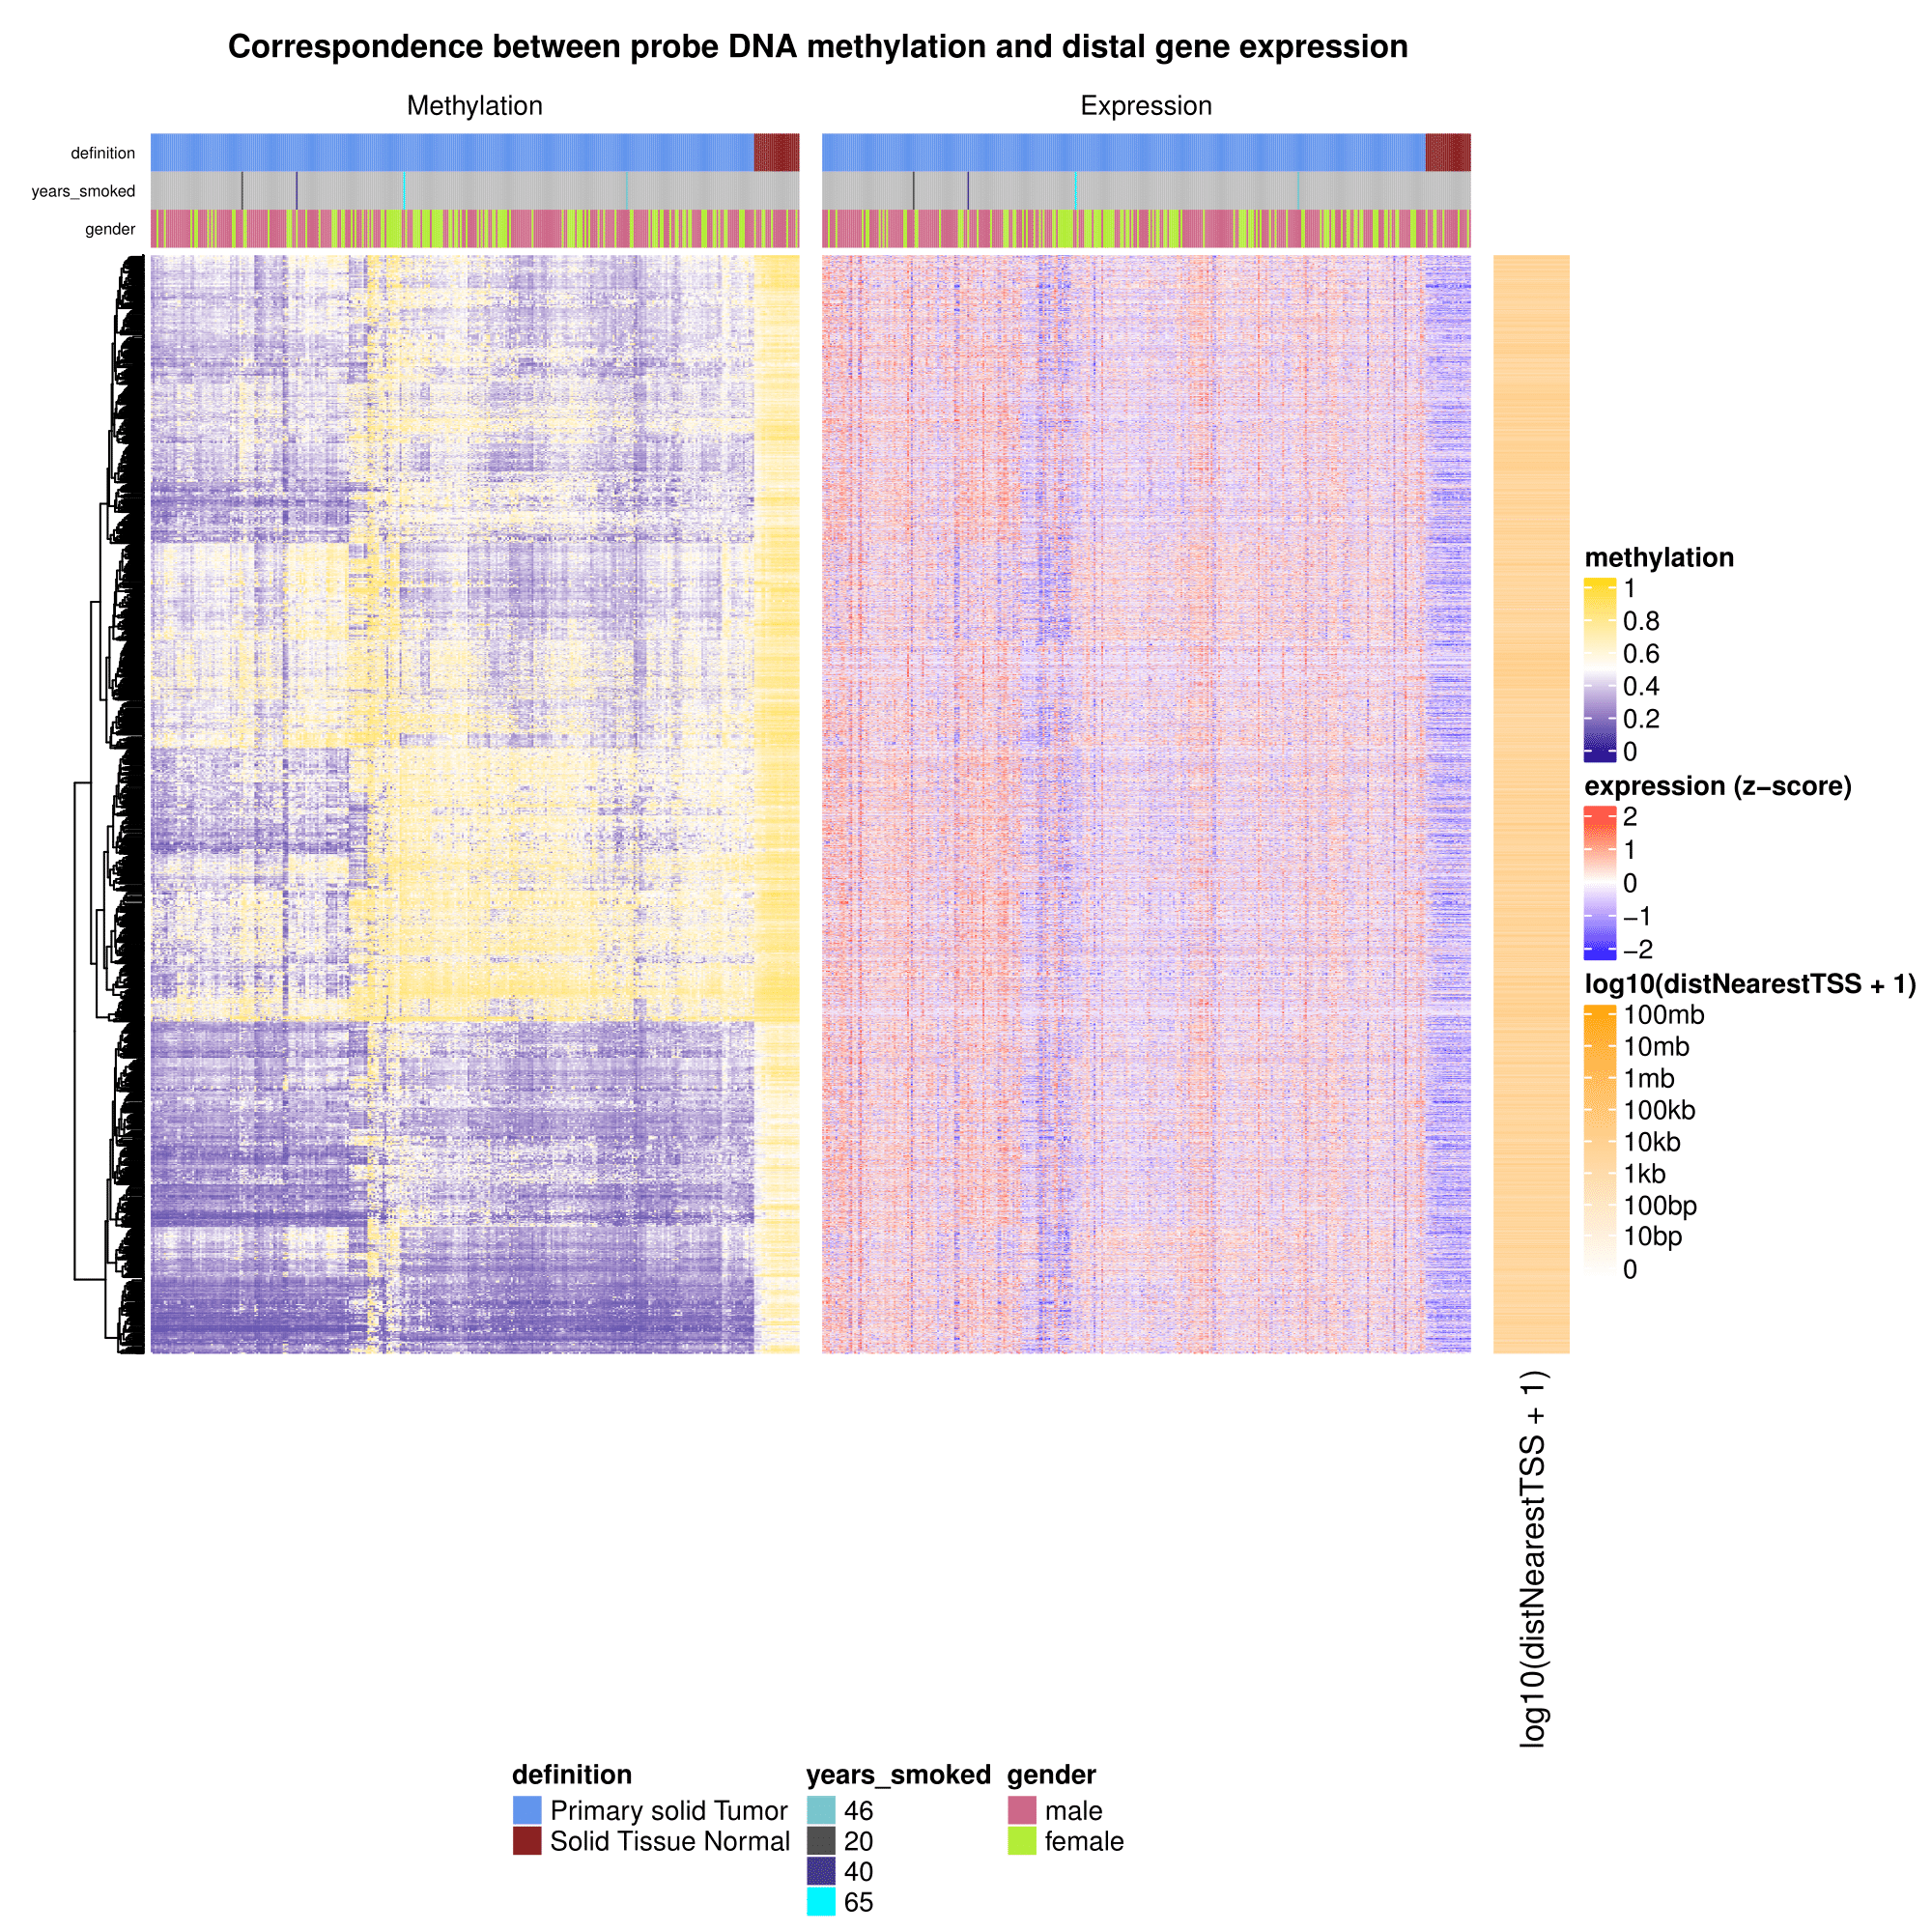 Correspondence between probe DNA methylation and distal gene expression
Methylation
Expression
definition
years_smoked
gender
methylation
1
0.8
0.6
0.4
0.2
0
expression (z−score)
2
1
0
−1
−2
log10(distNearestTSS + 1)
100mb
10mb
1mb
100kb
10kb
1kb
100bp
10bp
0
log10(distNearestTSS + 1)
definition
Primary solid Tumor
Solid Tissue Normal
years_smoked
46
20
40
65
gender
male
female